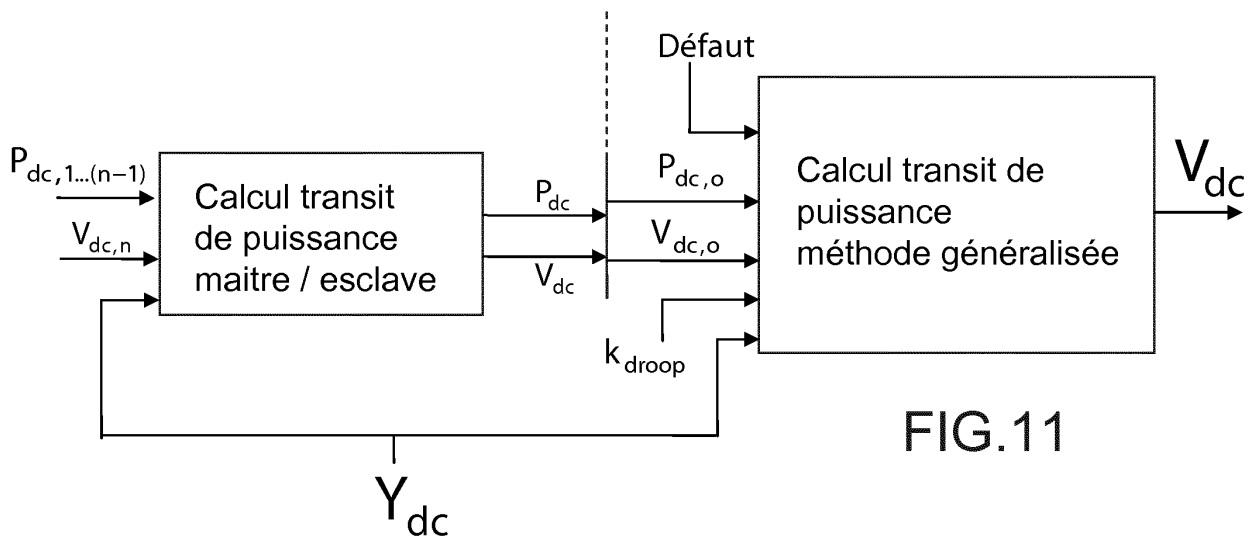 Défaut
P_dc,1...(n−1)
V_dc,n
Calcul transit
de puissance
maitre / esclave
P_dc
V_dc
P_dc,o
V_dc,o
k_droop
Calcul transit de
puissance
méthode généralisée
V_dc
Y_dc
FIG.11